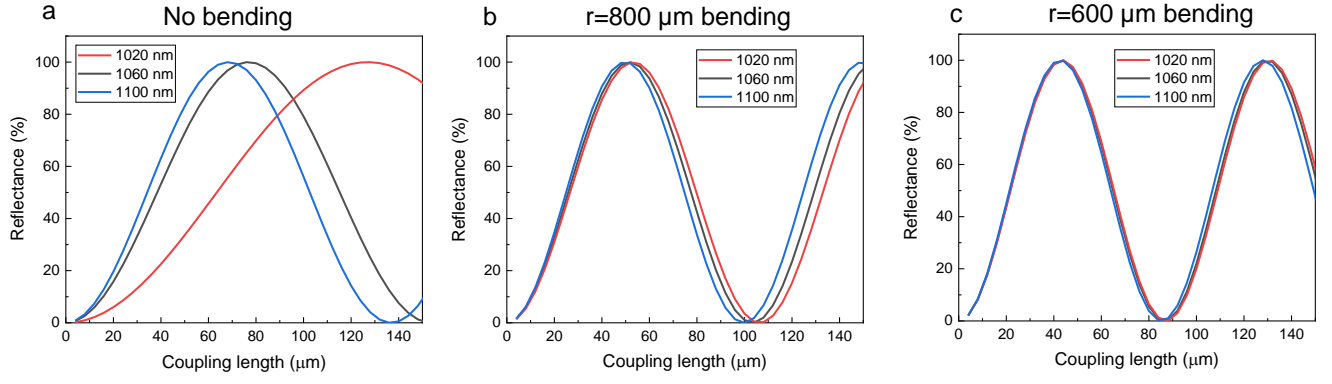 a
No bending
1020 nm
1060 nm
1100 nm
Reflectance (%)
100
80
60
40
20
0
0 20 40 60 80 100 120 140
Coupling length (μm)
b
r=800 μm bending
1020 nm
1060 nm
1100 nm
Reflectance (%)
100
80
60
40
20
0
0 20 40 60 80 100 120 140
Coupling length (μm)
c
r=600 μm bending
1020 nm
1060 nm
1100 nm
Reflectance (%)
100
80
60
40
20
0
0 20 40 60 80 100 120 140
Coupling length (μm)